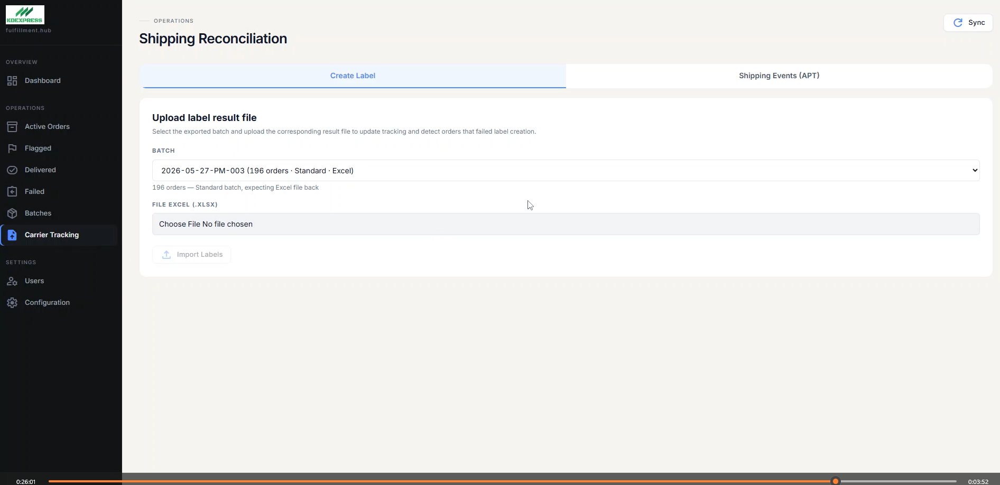 KDEXPRESS
fulfillment.hub
OVERVIEW
Dashboard
OPERATIONS
Active Orders
Flagged
Delivered
Failed
Batches
Carrier Tracking
SETTINGS
Users
Configuration
OPERATIONS
Shipping Reconciliation
Sync
Create Label
Shipping Events (APT)
Upload label result file
Select the exported batch and upload the corresponding result file to update tracking and detect orders that failed label creation.
BATCH
2026-05-27-PM-003 (196 orders · Standard · Excel)
196 orders — Standard batch, expecting Excel file back
FILE EXCEL (.XLSX)
Choose File No file chosen
Import Labels
0:26:01
0:03:52